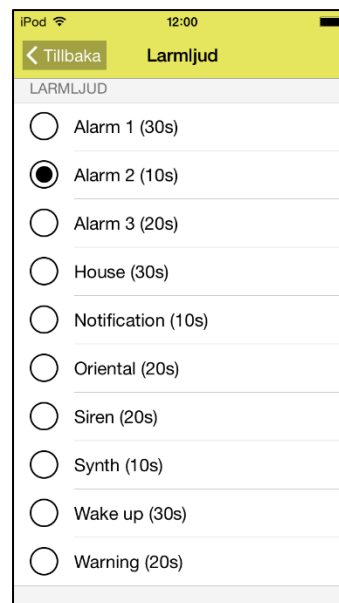 iPod 12:00
Tillbaka Larmljud
LARMLJUD
Alarm 1 (30s)
Alarm 2 (10s)
Alarm 3 (20s)
House (30s)
Notification (10s)
Oriental (20s)
Siren (20s)
Synth (10s)
Wake up (30s)
Warning (20s)